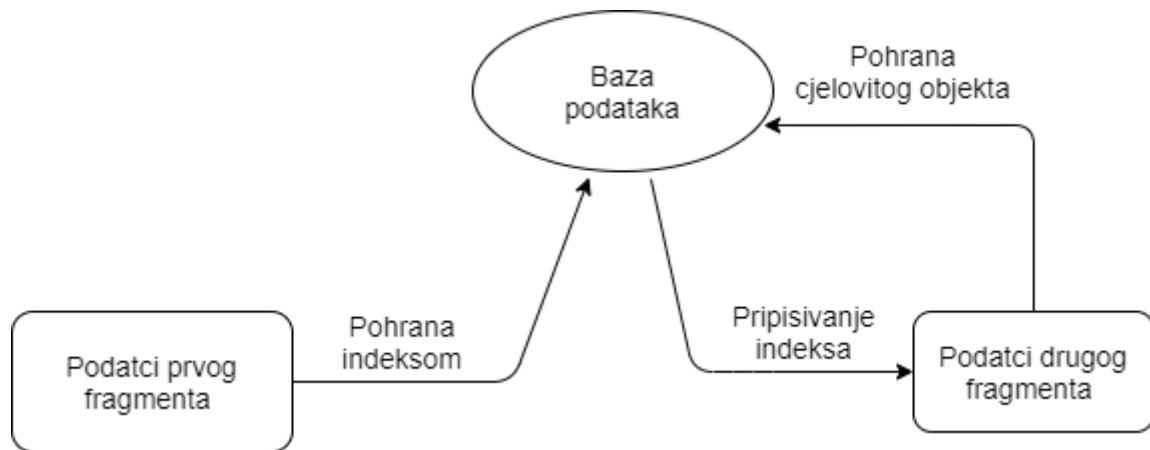 Baza
podataka
Pohrana
cjelovitog objekta
Pohrana
indeksom
Pripisivanje
indeksa
Podatci prvog
fragmenta
Podatci drugog
fragmenta